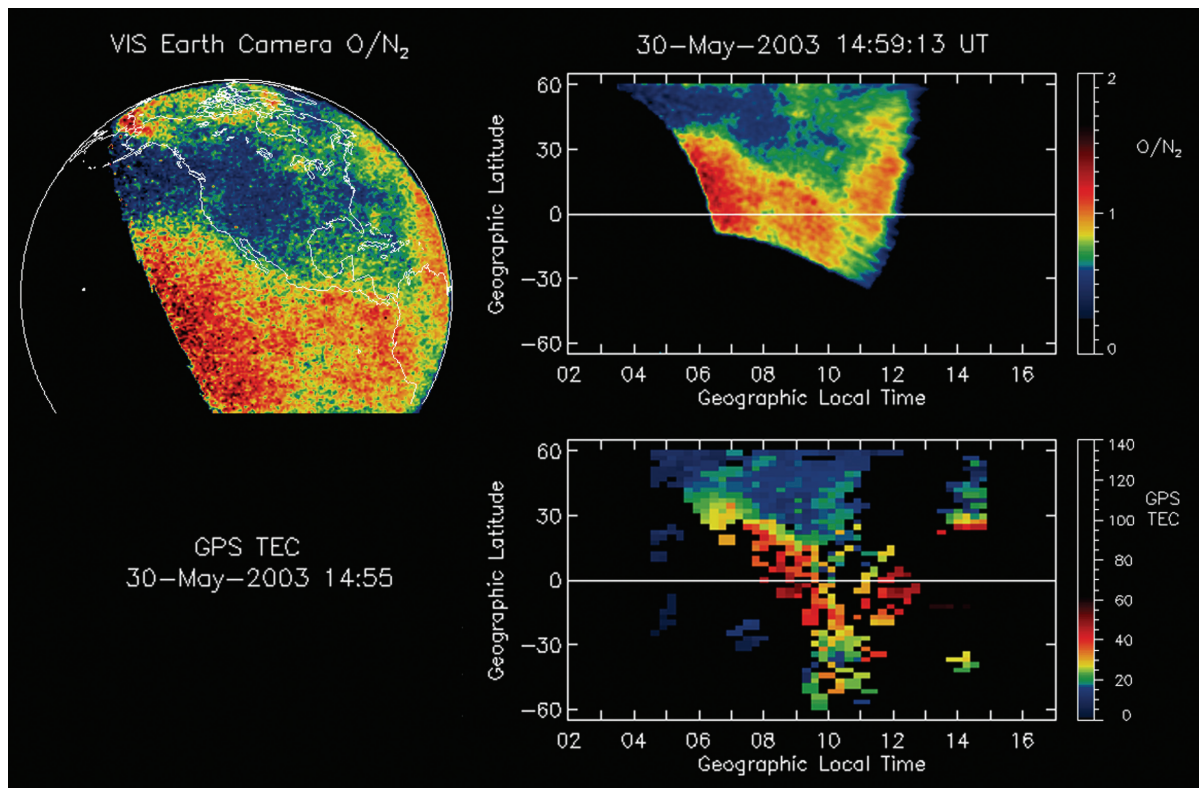 VIS Earth Camera O/N2
30-May-2003 14:59:13 UT
60
30
0
-30
-60
Geographic Latitude
02 04 06 08 10 12 14 16
Geographic Local Time
2
1
0
O/N2
GPS TEC
30-May-2003 14:55
60
30
0
-30
-60
Geographic Latitude
02 04 06 08 10 12 14 16
Geographic Local Time
140
120
100
80
60
40
20
0
GPS
TEC